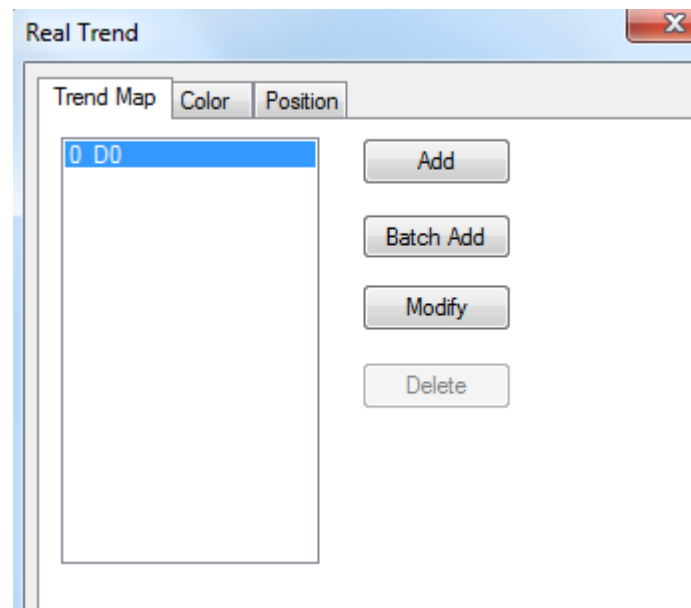 Real Trend
Trend Map Color Position
0 D0
Add
Batch Add
Modify
Delete